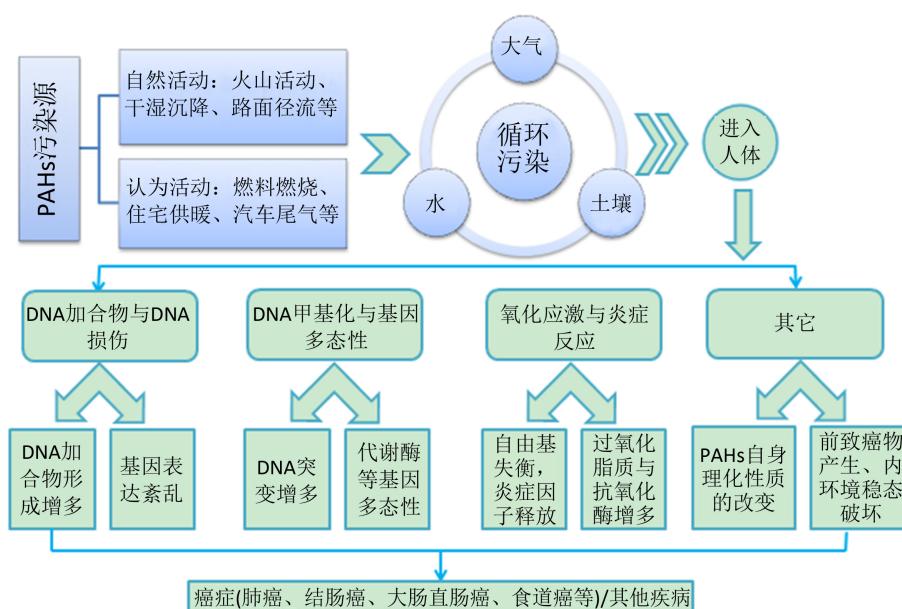 PAHs污染源
自然活动：火山活动、
干湿沉降、路面径流等
认为活动：燃料燃烧、
住宅供暖、汽车尾气等
大气
循环
污染
水
土壤
进入
人体
DNA加合物与DNA
损伤
DNA甲基化与基因
多态性
氧化应激与炎症
反应
其它
DNA加
合物形
成增多
基因表
达紊乱
DNA突
变增多
代谢酶
等基因
多态性
自由基
失衡，
炎症因
子释放
过氧化
脂质与
抗氧化
酶增多
PAHs自身
理化性质
的改变
前致癌物
产生、内
环境稳态
破坏
癌症(肺癌、结肠癌、大肠直肠癌、食道癌等)/其他疾病